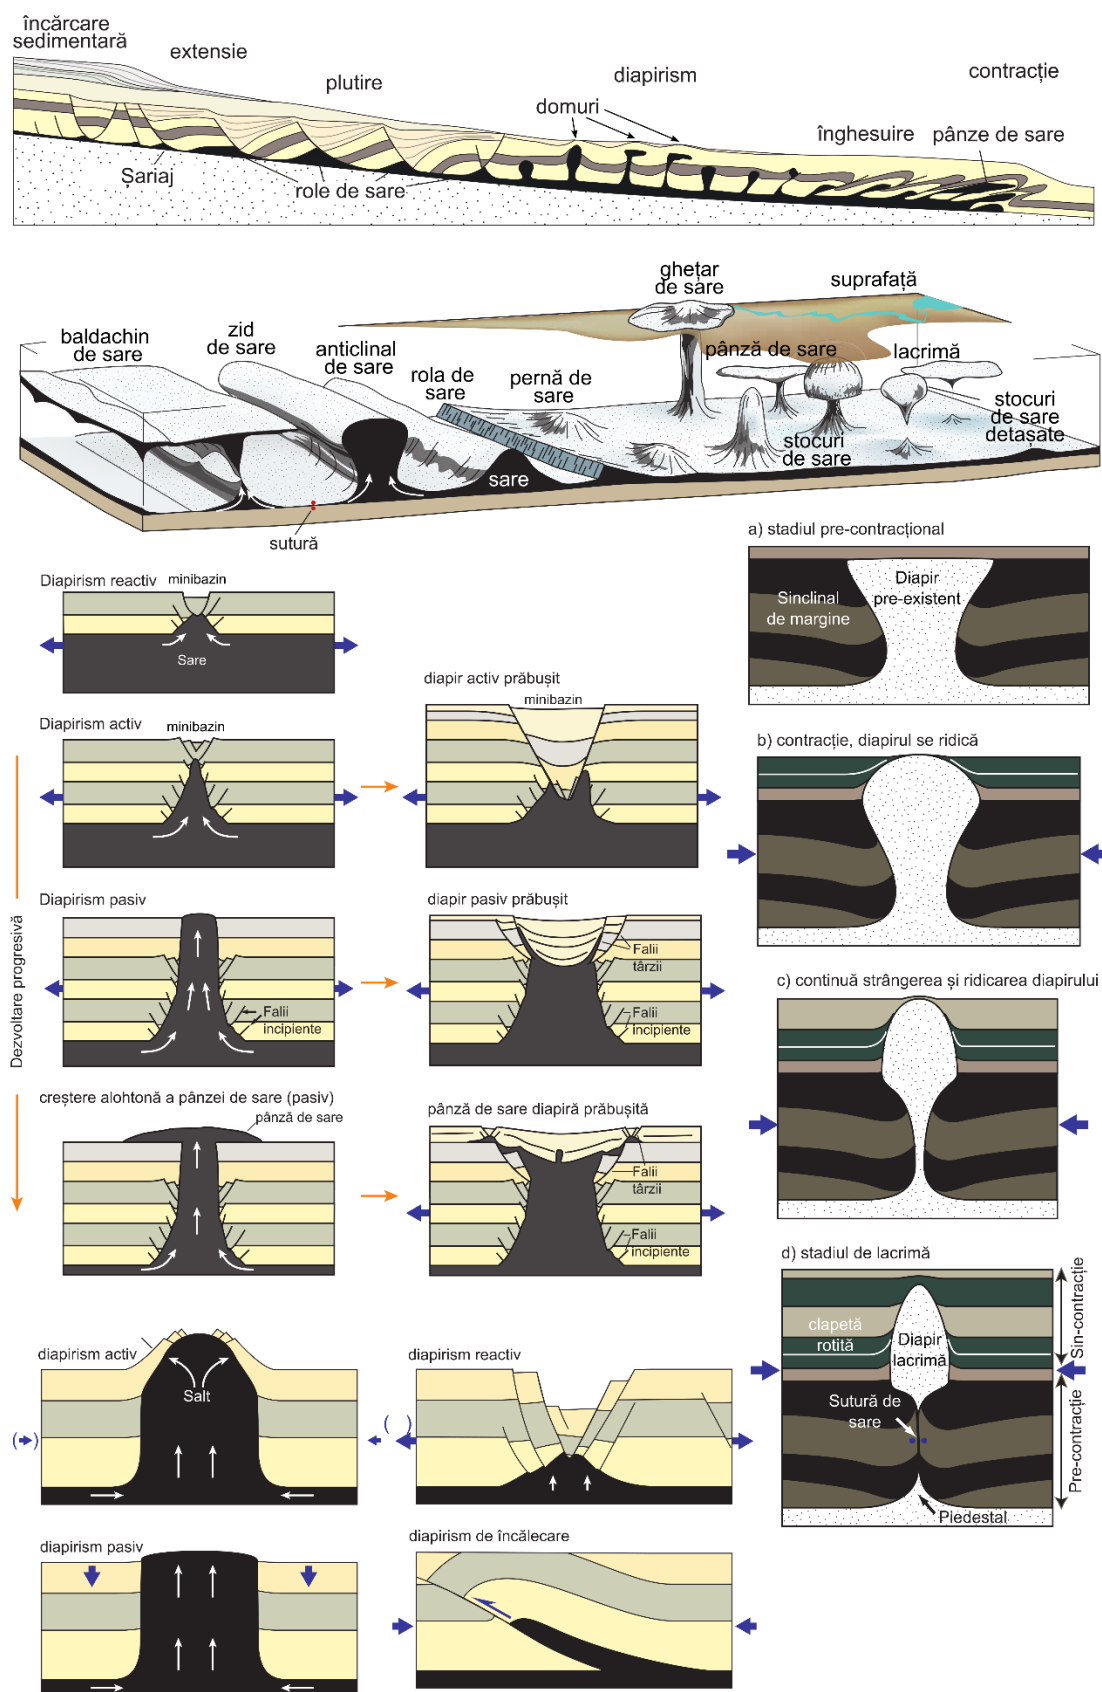 încărcare
sedimentară
extensie
plutire
diapirism
contracție
domuri
înghesuire
pânze de sare
Șariaj
role de sare
ghețar
de sare
suprafață
baldachin
de sare
zid
de sare
anticlinal
de sare
rola de
sare
pernă de
sare
pânză de sare
lacrimă
stocuri
de sare
detașate
stocuri
de sare
sare
sutură
Diapirism reactiv
minibazin
Sare
Diapirism activ
minibazin
diapir activ prăbușit
minibazin
Dezvoltare progresivă
Diapirism pasiv
Falii
incipiente
diapir pasiv prăbușit
Falii
târzii
Falii
incipiente
creștere alohtonă a pânzei de sare (pasiv)
pânză de sare
pânză de sare diapiră prăbușită
Falii
târzii
Falii
incipiente
diapirism activ
Salt
( )
diapirism reactiv
( )
diapirism pasiv
diapirism de încălecare
a) stadiul pre-contracțional
Diapir
pre-existent
Sinclinal
de margine
b) contracție, diapirul se ridică
c) continuă strângerea și ridicarea diapirului
d) stadiul de lacrimă
clapetă
rotită
Diapir
lacrimă
Sutură de
sare
Piedestal
Sin-contracție
Pre-contracție